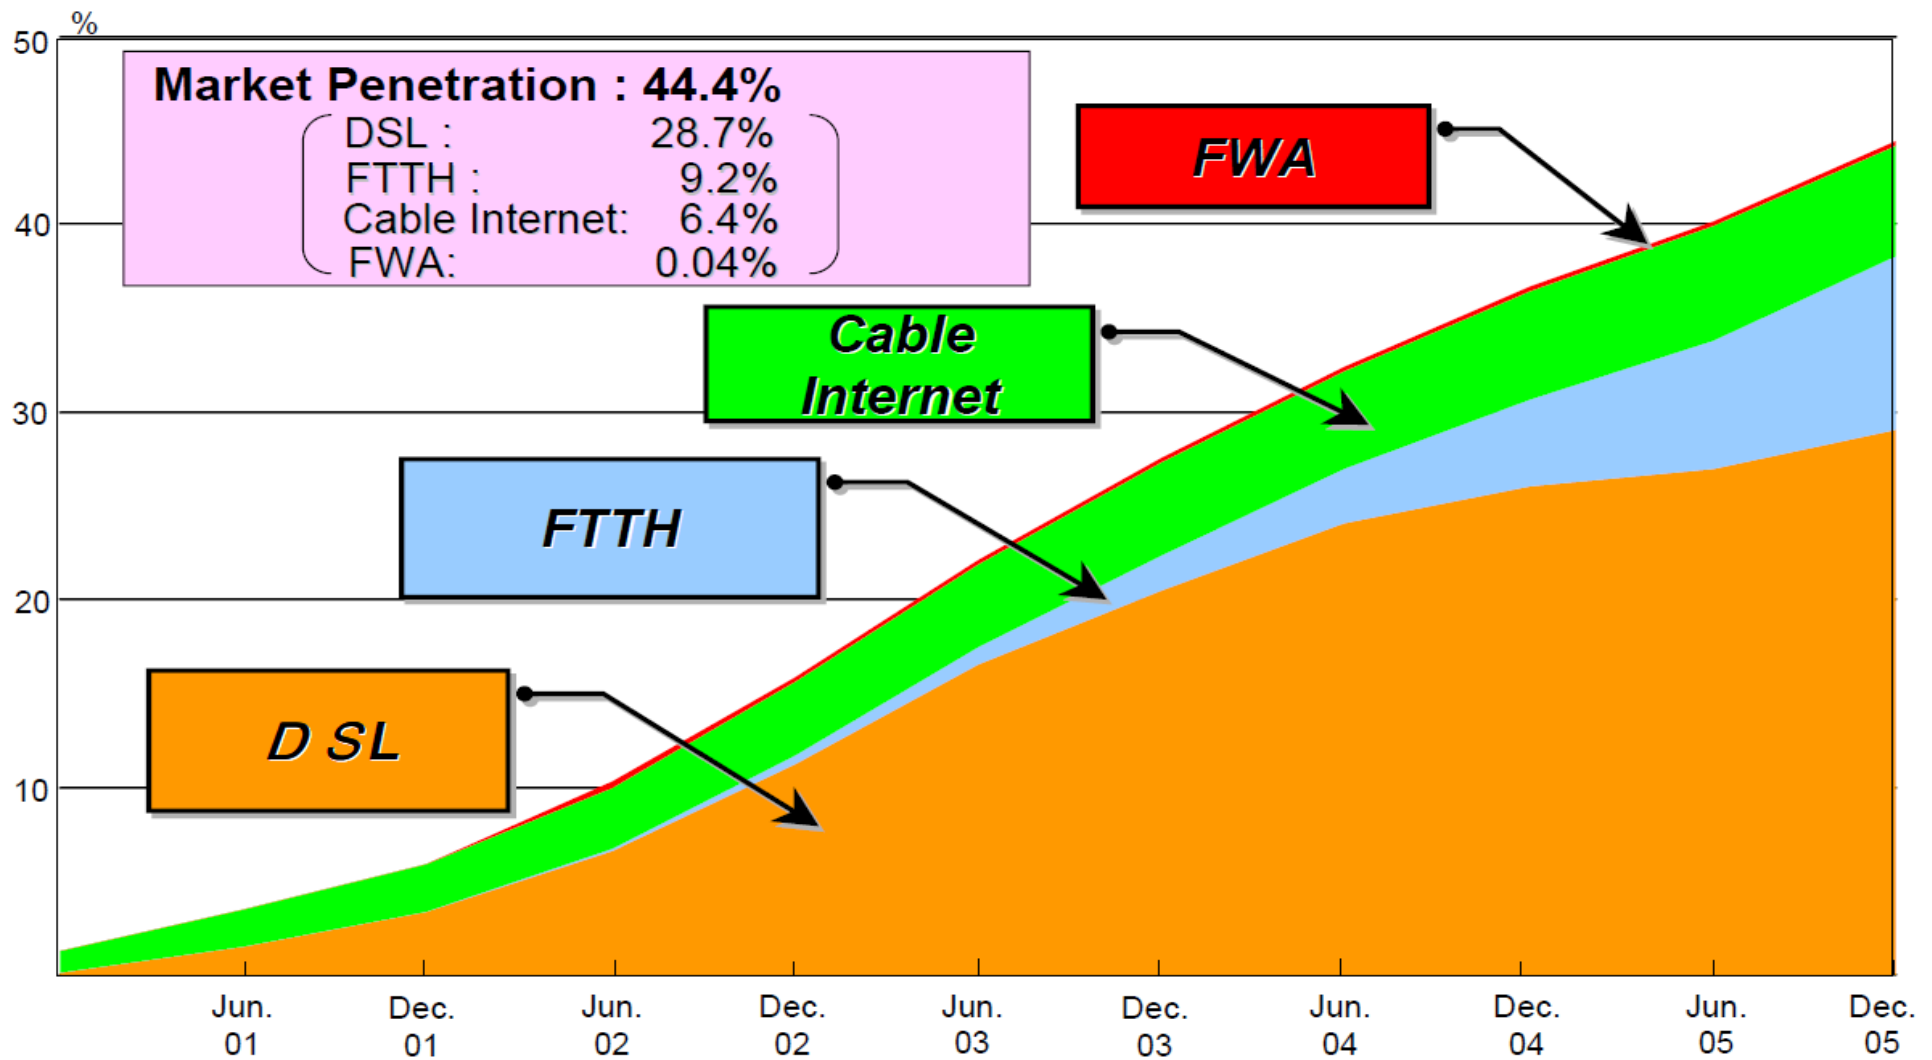 %
50
Market Penetration : 44.4%
DSL : 28.7%
FTTH : 9.2%
Cable Internet: 6.4%
FWA: 0.04%
FWA
40
Cable
Internet
30
FTTH
20
D SL
10
Jun. Dec. Jun. Dec. Jun. Dec. Jun. Dec. Jun. Dec.
01 01 02 02 03 03 04 04 05 05